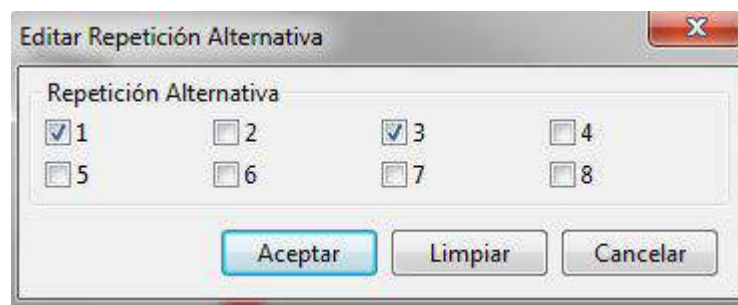 Editar Repetición Alternativa
Repetición Alternativa
1 2 3 4
5 6 7 8
Aceptar Limpiar Cancelar